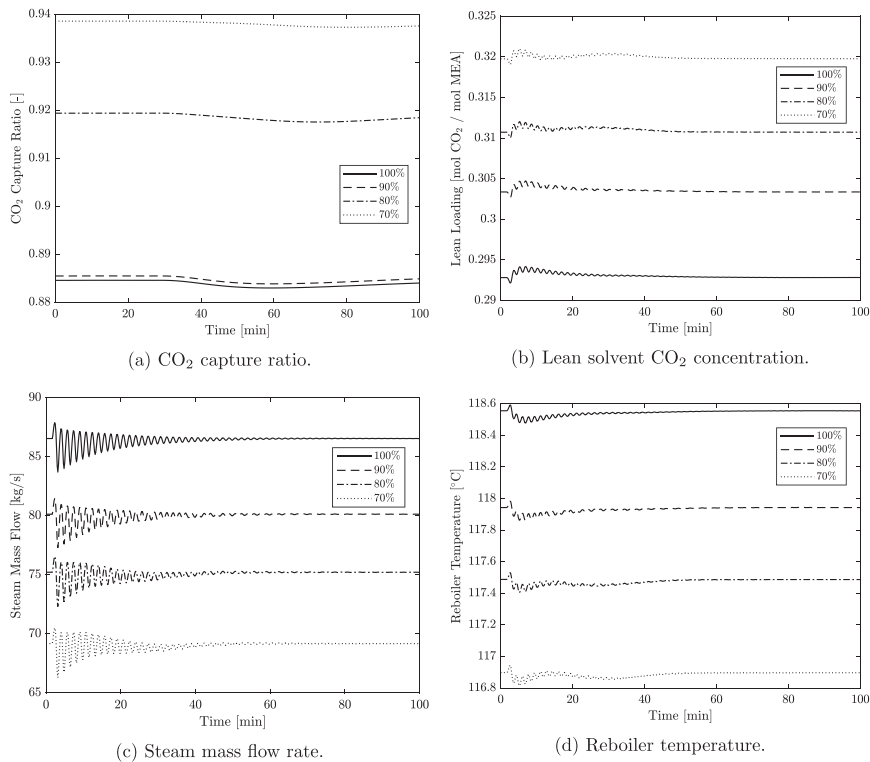 0.94
0.93
0.92
0.91
0.9
0.89
0.88
CO2 Capture Ratio [-]
100%
90%
80%
70%
0 20 40 60 80 100
Time [min]
(a) CO2 capture ratio.
0.325
0.32
0.315
0.31
0.305
0.3
0.295
0.29
Lean Loading [mol CO2 / mol MEA]
100%
90%
80%
70%
0 20 40 60 80 100
Time [min]
(b) Lean solvent CO2 concentration.
90
85
80
75
70
65
Steam Mass Flow [kg/s]
100%
90%
80%
70%
0 20 40 60 80 100
Time [min]
(c) Steam mass flow rate.
118.6
118.4
118.2
118
117.8
117.6
117.4
117.2
117
116.8
Reboiler Temperature [°C]
100%
90%
80%
70%
0 20 40 60 80 100
Time [min]
(d) Reboiler temperature.